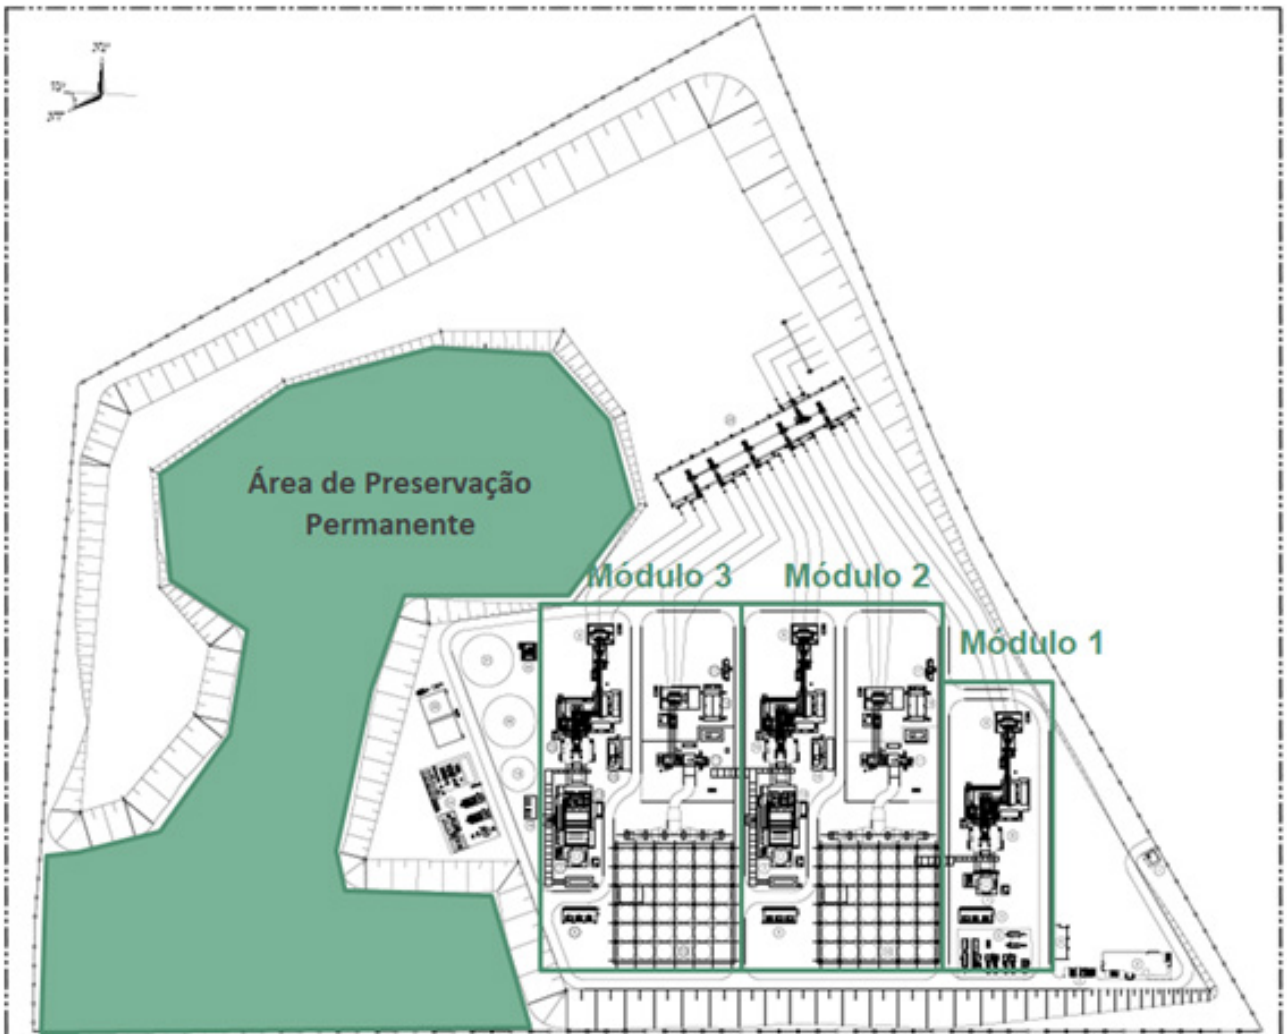 Área de Preservação
Permanente
Módulo 3
Módulo 2
Módulo 1